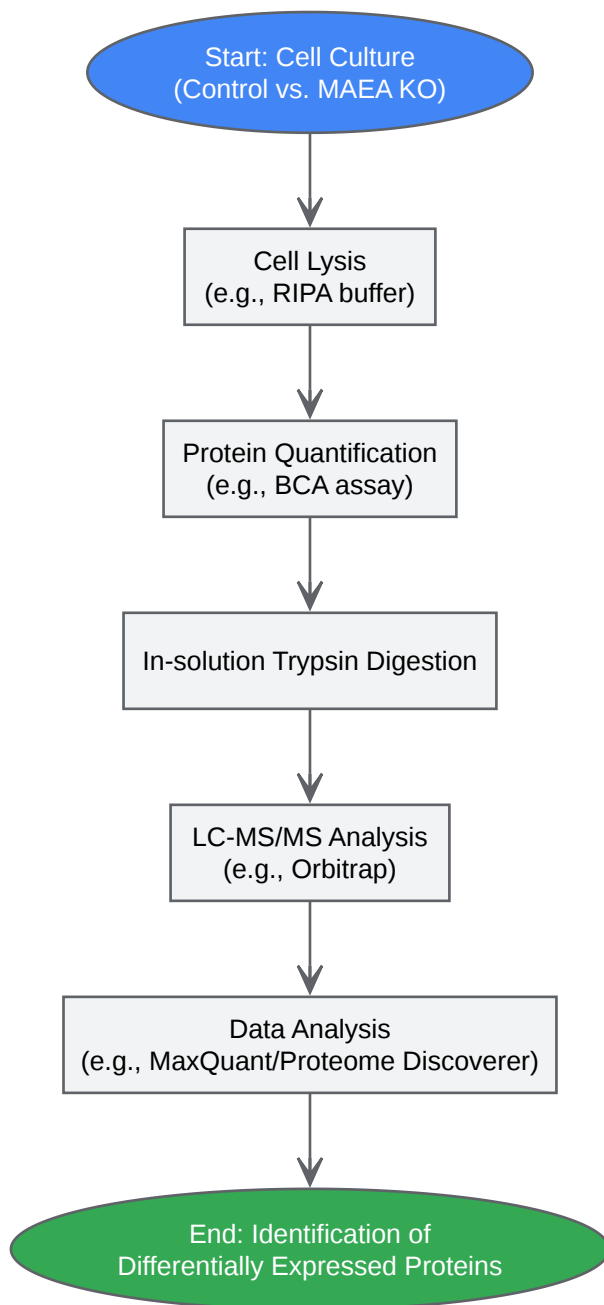 Start: Cell Culture
(Control vs. MAEA KO)
Cell Lysis
(e.g., RIPA buffer)
Protein Quantification
(e.g., BCA assay)
In-solution Trypsin Digestion
LC-MS/MS Analysis
(e.g., Orbitrap)
Data Analysis
(e.g., MaxQuant/Proteome Discoverer)
End: Identification of
Differentially Expressed Proteins